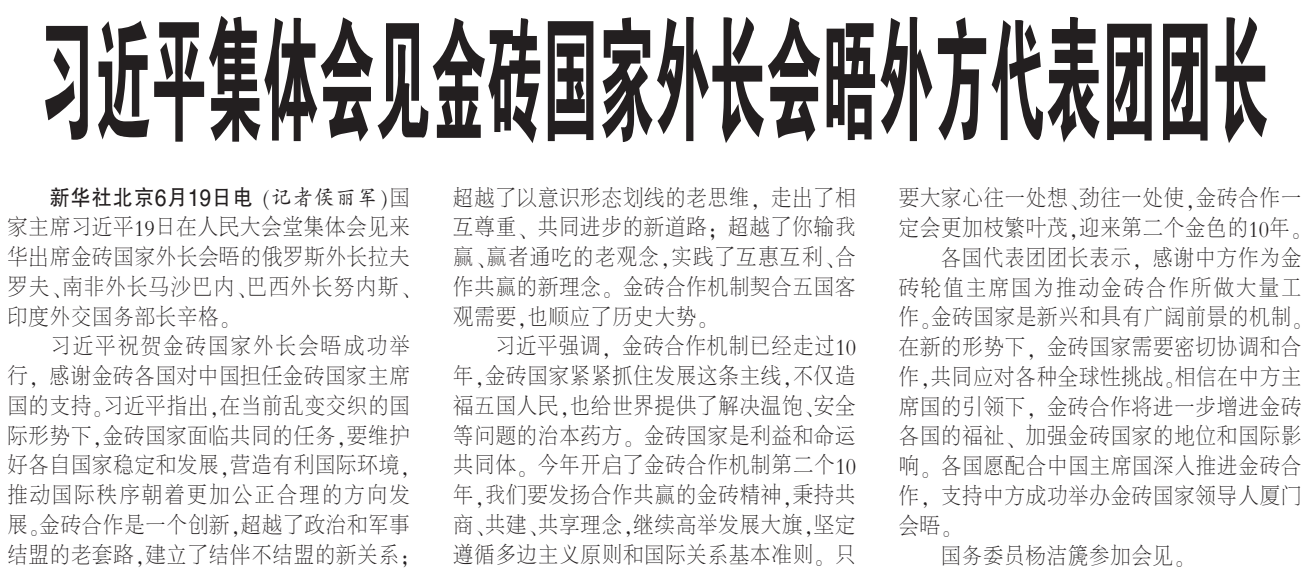 习近平集体会见金砖国家外长会晤外方代表团团长
新华社北京6月19日电 (记者侯丽军)国
家主席习近平19日在人民大会堂集体会见来
华出席金砖国家外长会晤的俄罗斯外长拉夫
罗夫、南非外长马沙巴内、巴西外长努内斯、
印度外交国务部长辛格。
习近平祝贺金砖国家外长会晤成功举
行，感谢金砖各国对中国担任金砖国家主席
国的支持。习近平指出,在当前乱变交织的国
际形势下,金砖国家面临共同的任务,要维护
好各自国家稳定和发展,营造有利国际环境,
推动国际秩序朝着更加公正合理的方向发
展。金砖合作是一个创新,超越了政治和军事
结盟的老套路,建立了结伴不结盟的新关系；
超越了以意识形态划线的老思维，走出了相
互尊重、共同进步的新道路；超越了你输我
赢、赢者通吃的老观念,实践了互惠互利、合
作共赢的新理念。金砖合作机制契合五国客
观需要,也顺应了历史大势。
习近平强调，金砖合作机制已经走过10
年,金砖国家紧紧抓住发展这条主线,不仅造
福五国人民,也给世界提供了解决温饱、安全
等问题的治本药方。金砖国家是利益和命运
共同体。今年开启了金砖合作机制第二个10
年,我们要发扬合作共赢的金砖精神,秉持共
商、共建、共享理念,继续高举发展大旗,坚定
遵循多边主义原则和国际关系基本准则。只
要大家心往一处想、劲往一处使,金砖合作一
定会更加枝繁叶茂,迎来第二个金色的10年。
各国代表团团长表示，感谢中方作为金
砖轮值主席国为推动金砖合作所做大量工
作。金砖国家是新兴和具有广阔前景的机制。
在新的形势下，金砖国家需要密切协调和合
作,共同应对各种全球性挑战。相信在中方主
席国的引领下，金砖合作将进一步增进金砖
各国的福祉、加强金砖国家的地位和国际影
响。各国愿配合中国主席国深入推进金砖合
作，支持中方成功举办金砖国家领导人厦门
会晤。
国务委员杨洁篪参加会见。